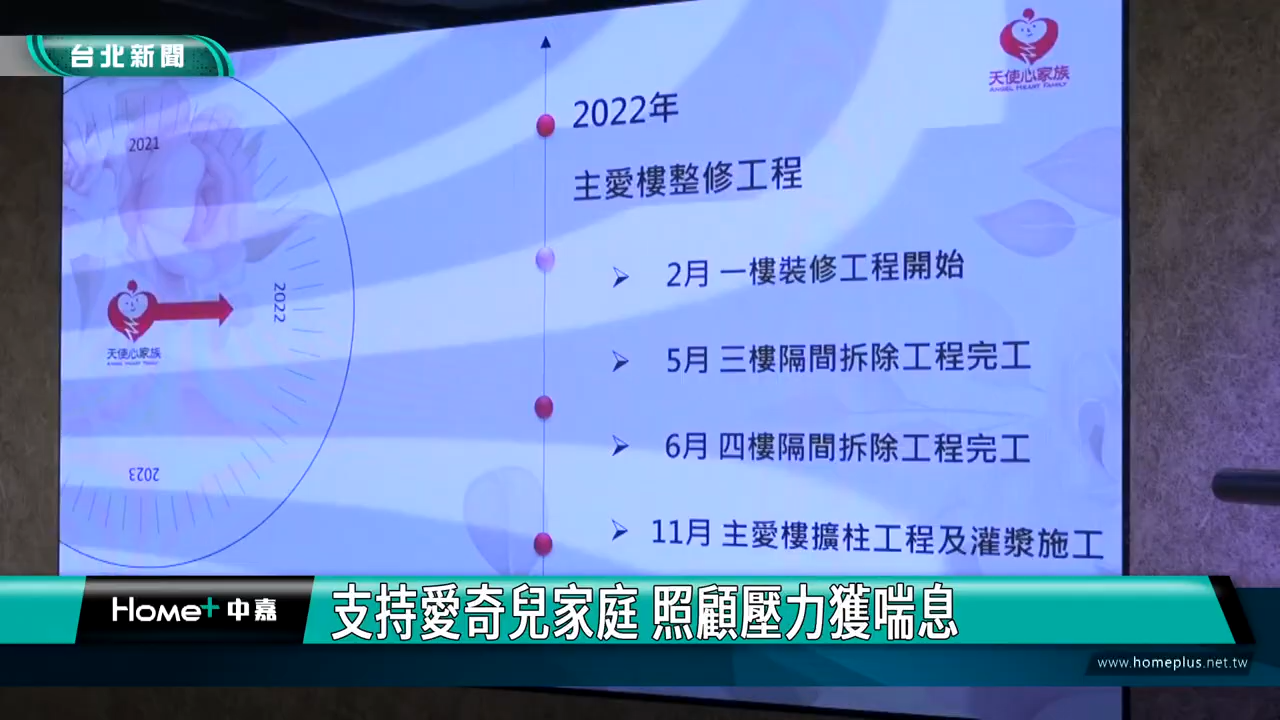 台北新聞
天使心家族
ANGEL HEART FAMILY
2021
2022
2023
天使心家族
ANGEL HEART FAMILY
2022年
主愛樓整修工程
2月 一樓裝修工程開始
5月 三樓隔間拆除工程完工
6月 四樓隔間拆除工程完工
11月 主愛樓擴柱工程及灌漿施工
Home+ 中嘉
支持愛奇兒家庭 照顧壓力獲喘息
www.homeplus.net.tw